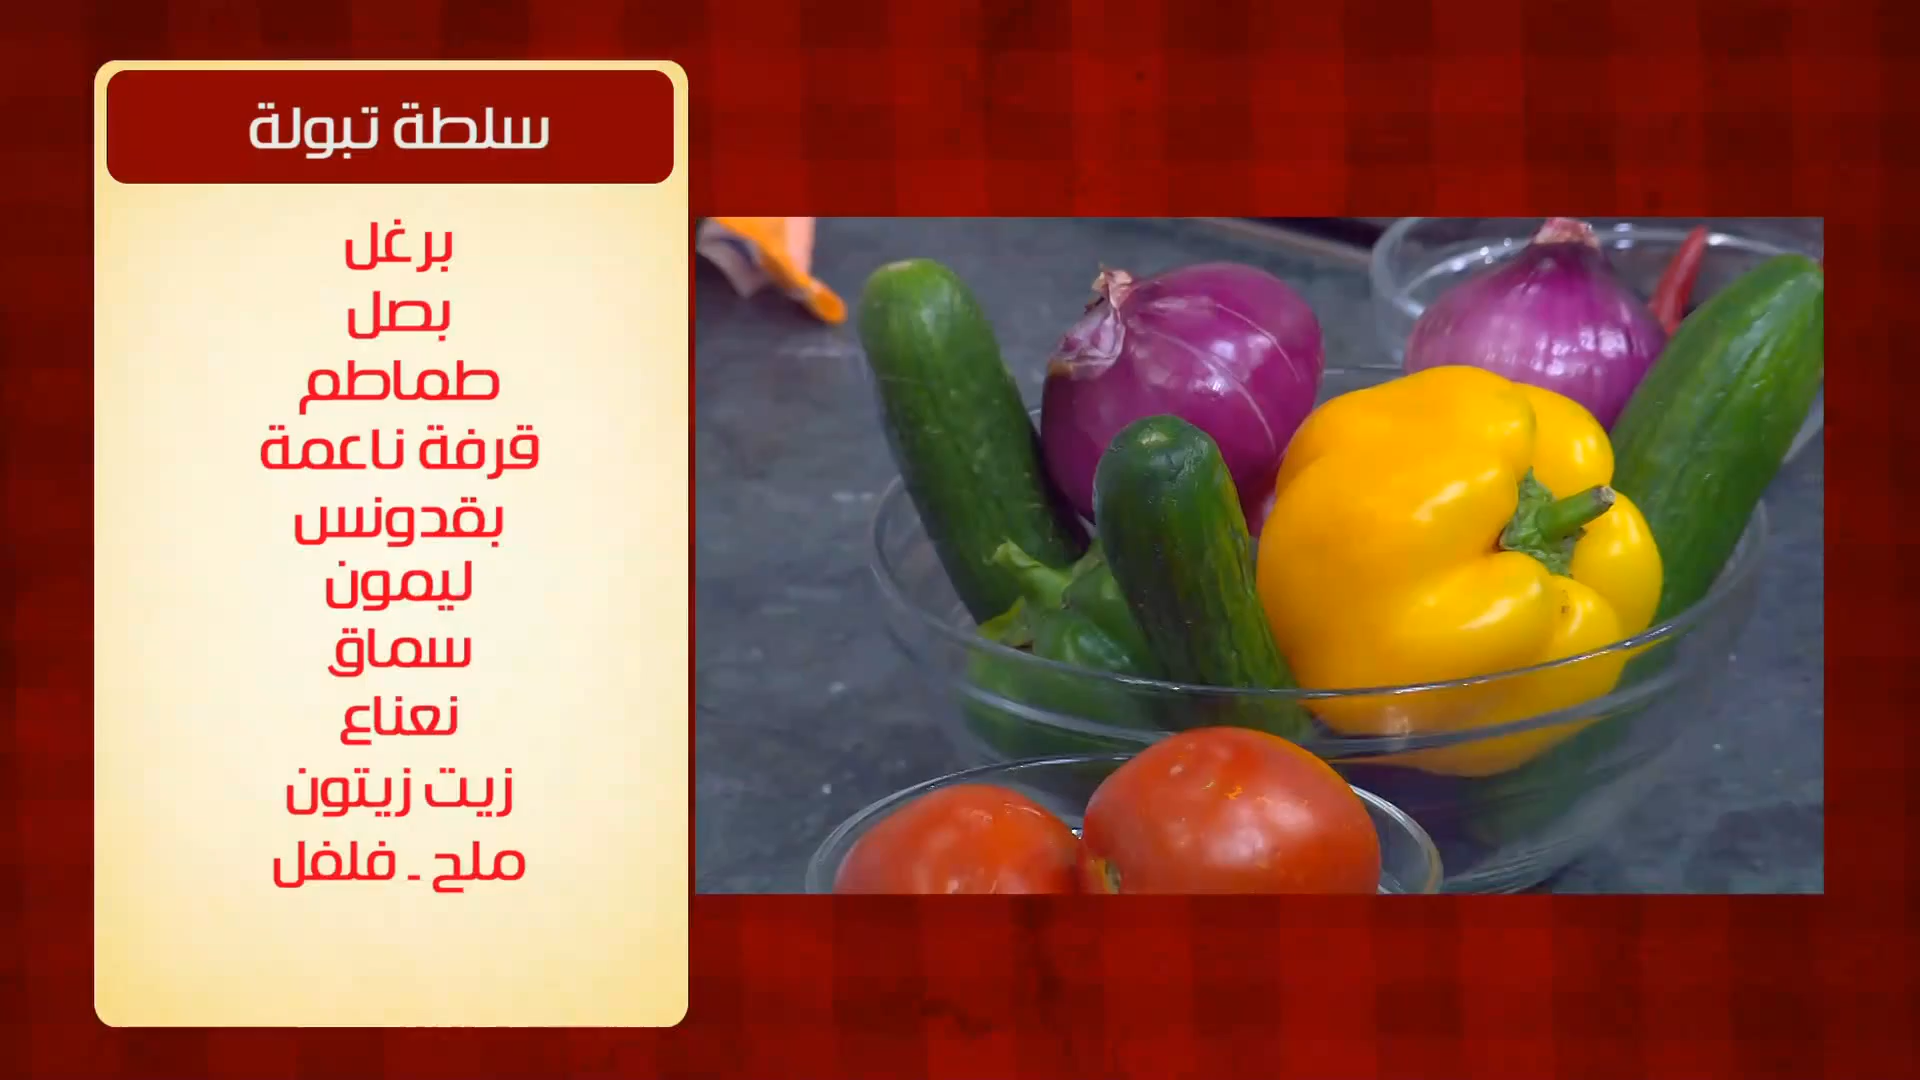 سلطة تبولة
برغل
بصل
طماطم
قرفة ناعمة
بقدونس
ليمون
سماق
نعناع
زيت زيتون
ملح - فلفل